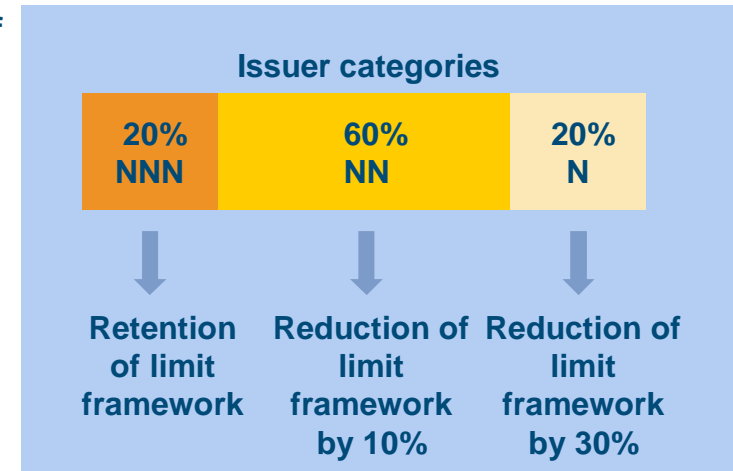 Issuer categories
20% 60% 20%
NNN NN N
Retention of limit framework
Reduction of limit framework by 10%
Reduction of limit framework by 30%